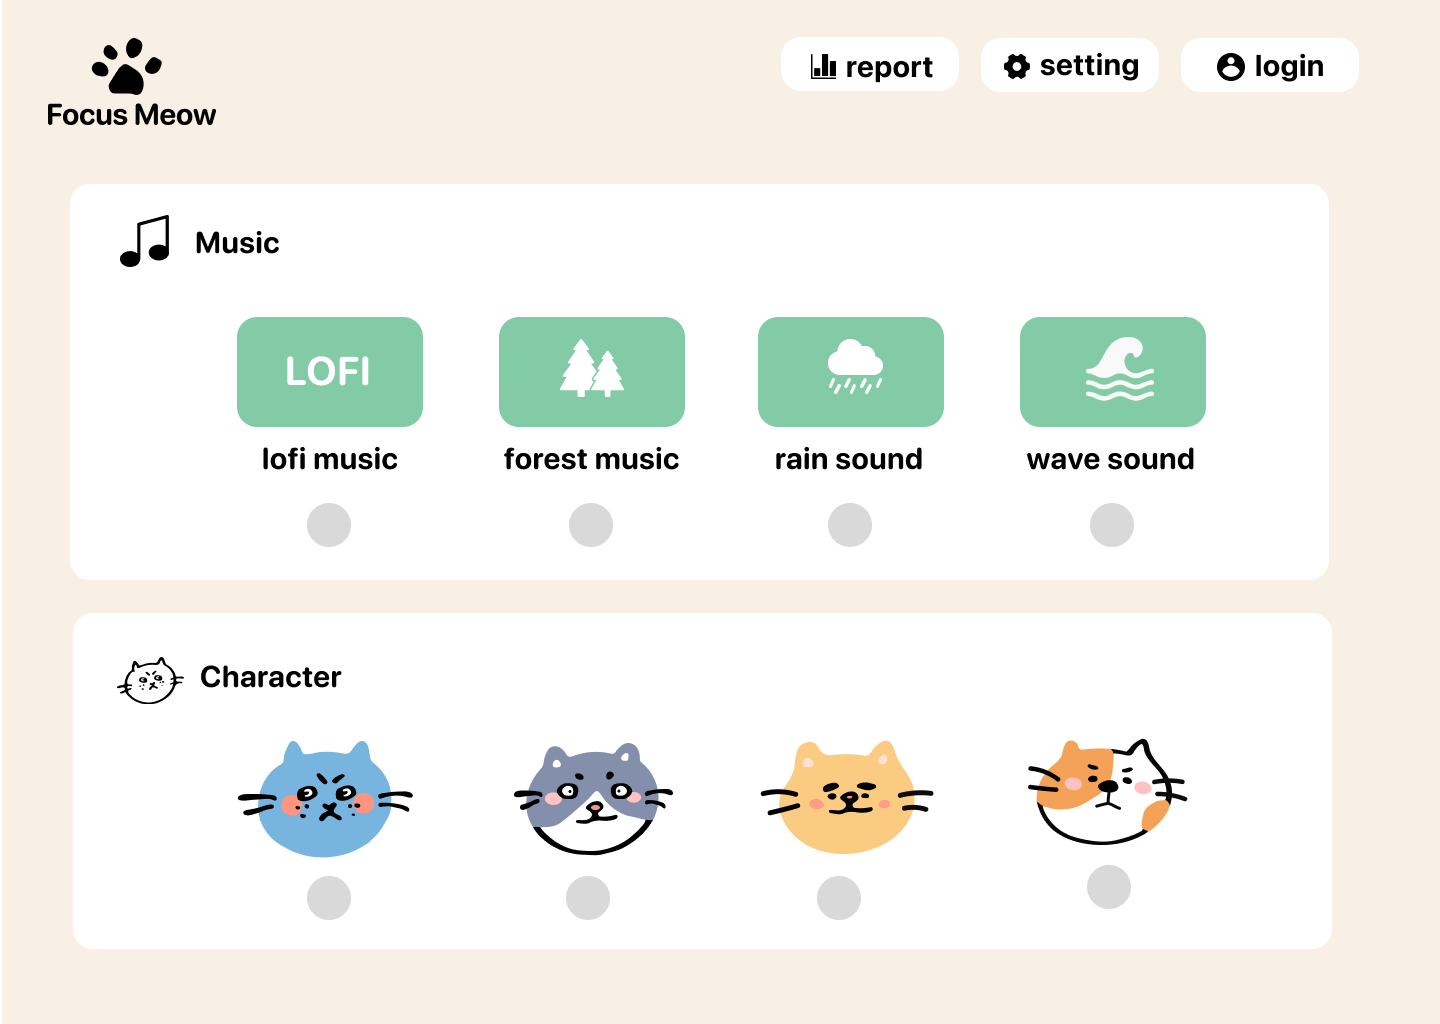 Focus Meow
report
setting
login
Music
LOFI
lofi music
forest music
rain sound
wave sound
Character